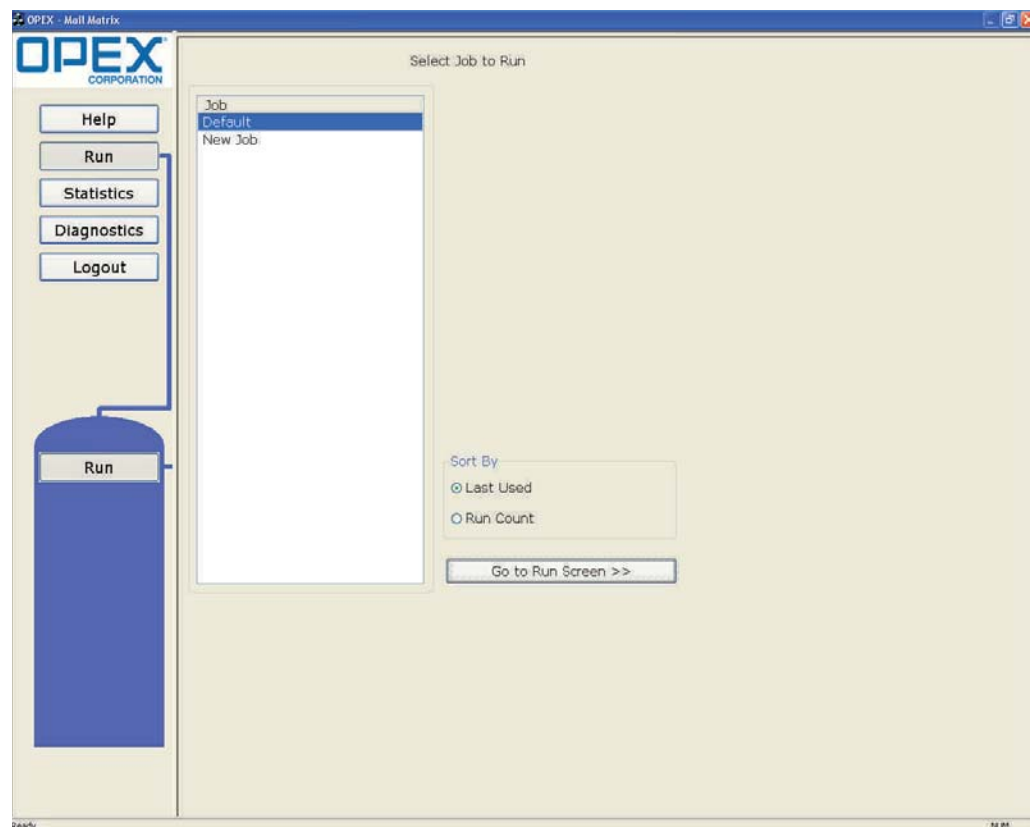 OPEX - Mail Matrix
OPEX
CORPORATION
Help
Run
Statistics
Diagnostics
Logout
Run
Select Job to Run
Job
Default
New Job
Sort By
Last Used
Run Count
Go to Run Screen >>
Ready
NUM